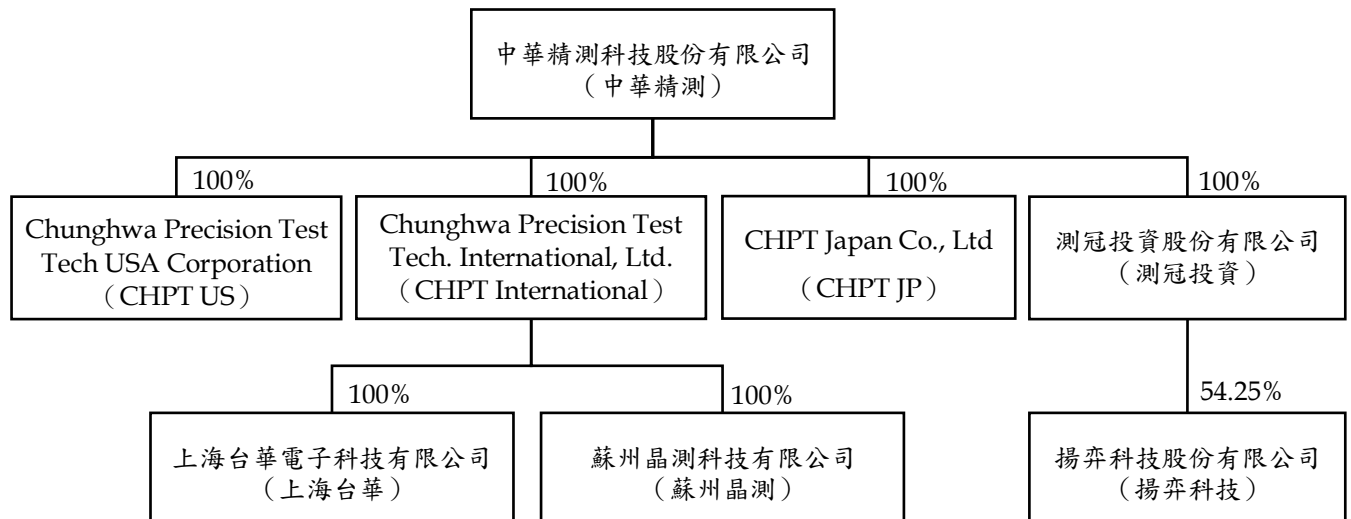 中華精測科技股份有限公司
（中華精測）
100%
100%
100%
100%
Chunghwa Precision Test
Tech USA Corporation
（CHPT US）
Chunghwa Precision Test
Tech. International, Ltd.
（CHPT International）
CHPT Japan Co., Ltd
（CHPT JP）
測冠投資股份有限公司
（測冠投資）
100%
100%
54.25%
上海台華電子科技有限公司
（上海台華）
蘇州晶測科技有限公司
（蘇州晶測）
揚弈科技股份有限公司
（揚弈科技）